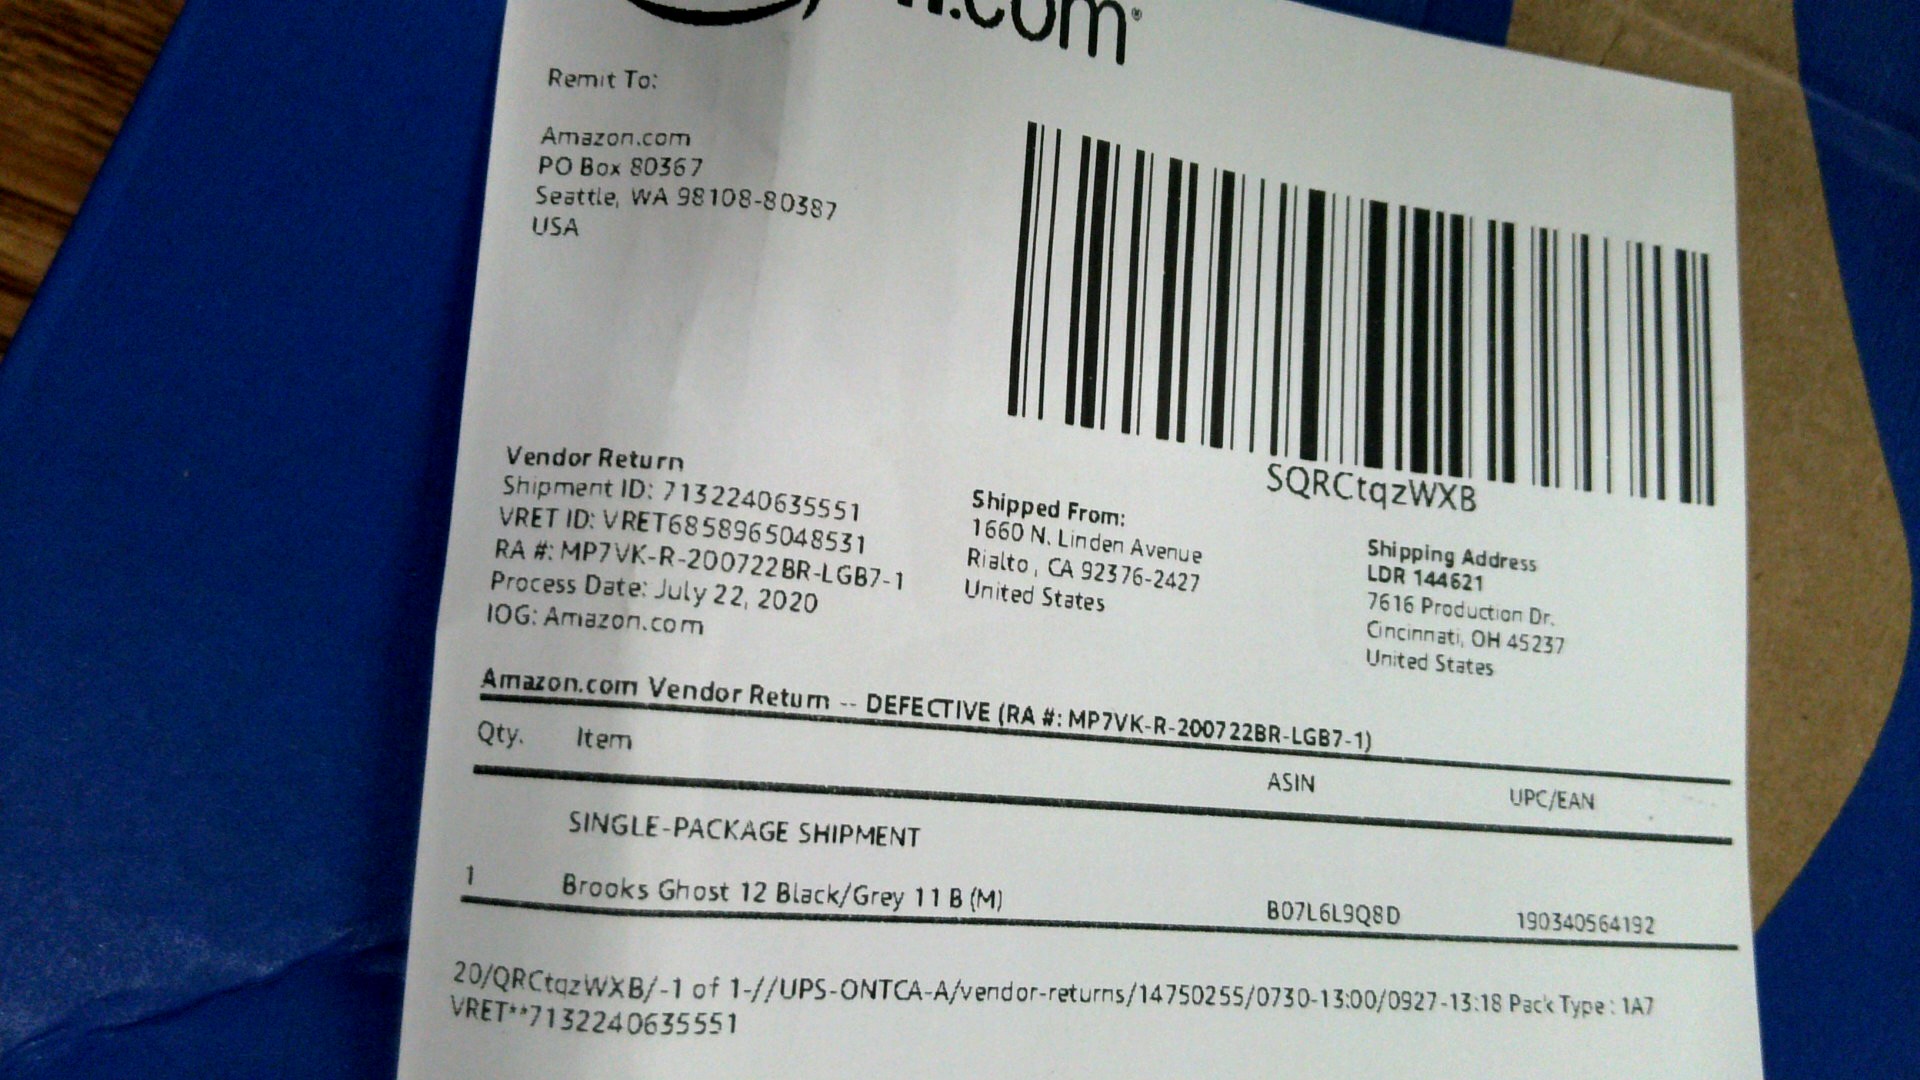 .com
Remit To:
Amazon.com
PO Box 80367
Seattle, WA 98108-80387
USA
SQRCtqzWXB
Vendor Return
Shipment ID: 7132240635551
VRET ID: VRET6858965048531
RA #: MP7VK-R-200722BR-LGB7-1
Process Date: July 22, 2020
IOG: Amazon.com
Shipped From:
1660 N. Linden Avenue
Rialto , CA 92376-2427
United States
Shipping Address
LDR 144621
7616 Production Dr.
Cincinnati, OH 45237
United States
Amazon.com Vendor Return -- DEFECTIVE (RA #: MP7VK-R-200722BR-LGB7-1)
Qty. Item ASIN UPC/EAN
SINGLE-PACKAGE SHIPMENT
1 Brooks Ghost 12 Black/Grey 11 B (M) B07L6L9Q8D 190340564192
20/QRCtqzWXB/-1 of 1-//UPS-ONTCA-A/vendor-returns/14750255/0730-13:00/0927-13:18 Pack Type : 1A7
VRET**7132240635551